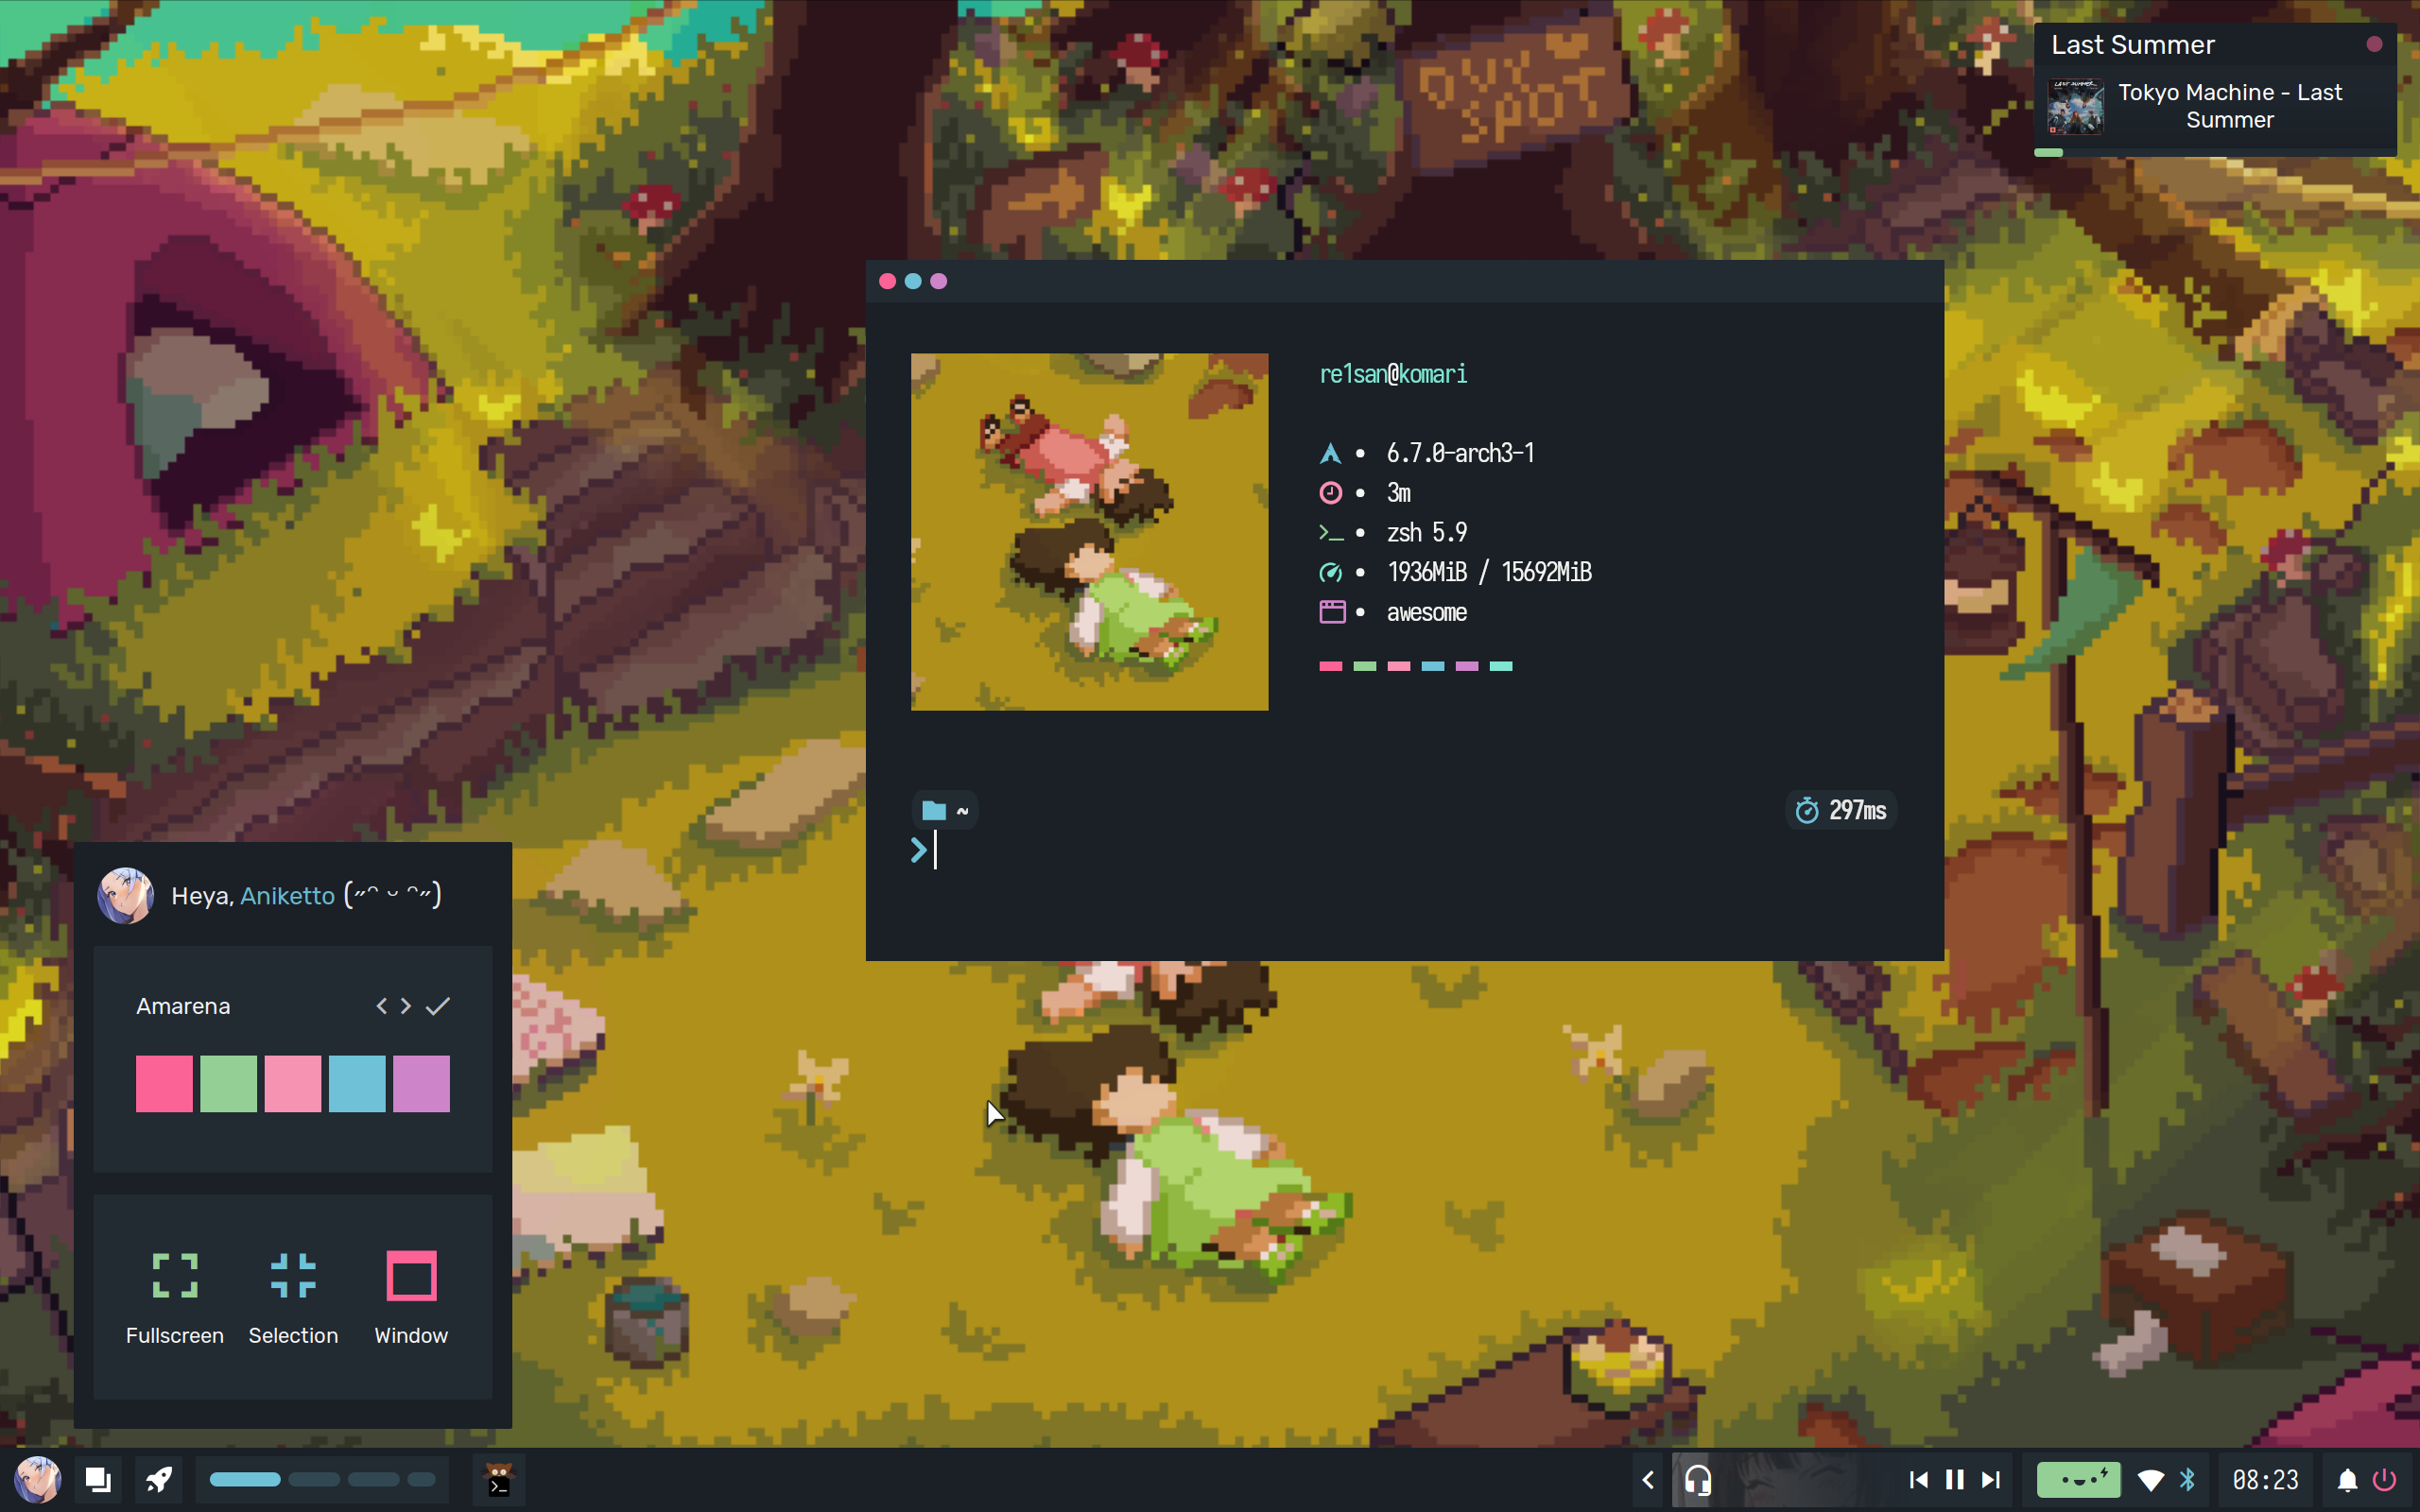 Last Summer
Tokyo Machine - Last
Summer
re1san@komari
6.7.0-arch3-1
3m
zsh 5.9
1936MiB / 15692MiB
awesome
~
297ms
Heya, Aniketto (˶ᵔ ᵕ ᵔ˶)
Amarena
Fullscreen Selection Window
08:23